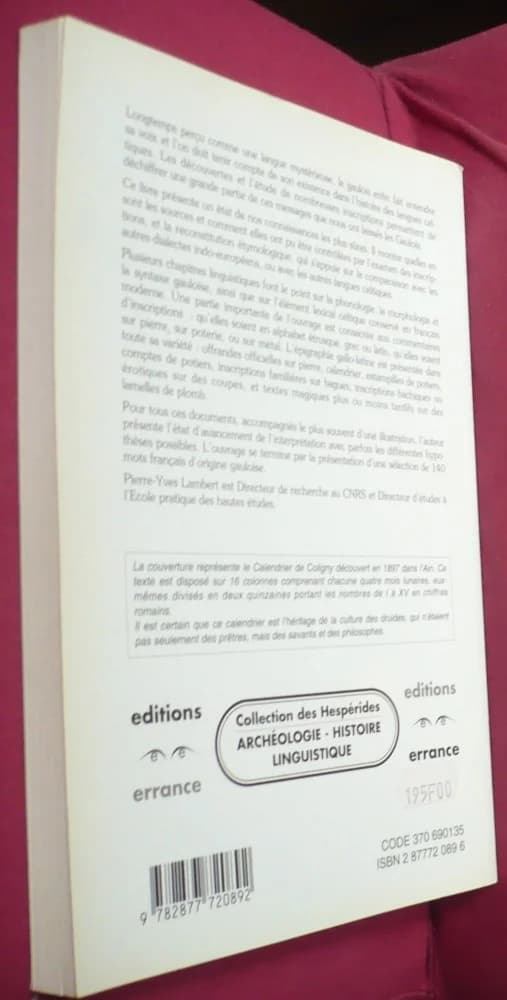 Longtemps perçu comme une langue mystérieuse, le gaulois enfin fait entendre
sa voix et l'on doit tenir compte de son existence dans l'histoire des langues cel-
tiques. Les découvertes et l'étude de nombreuses inscriptions permettent de
déchiffrer une grande partie de ces messages que nous ont laissés les Gaulois.
Ce livre présente un état de nos connaissances les plus sûres. Il montre quelles en
sont les sources et comment elles ont pu être contrôlées par l'examen des inscrip-
tions, et la reconstitution étymologique, qui s'appuie sur la comparaison avec les
autres dialectes indo-européens, ou avec les autres langues celtiques.
Plusieurs chapitres linguistiques font le point sur la phonologie, la morphologie et
la syntaxe gauloise, ainsi que sur l'élément lexical celtique conservé en français
moderne. Une partie importante de l'ouvrage est consacrée aux commentaires
d'inscriptions : qu'elles soient en alphabet étrusque, grec ou latin, qu'elles soient
sur pierre, sur poterie, ou sur métal. L'épigraphie gallo-latine est présentée dans
toute sa variété : offrandes officielles sur pierre, calendrier, estampilles de potiers,
comptes de potiers, inscriptions familières sur bagues, inscriptions bachiques ou
érotiques sur des coupes, et textes magiques plus ou moins tardifs sur des
lamelles de plomb.
Pour tous ces documents, accompagnés le plus souvent d'une illustration, l'auteur
présente l'état d'avancement de l'interprétation avec parfois les différentes hypo-
thèses possibles. L'ouvrage se termine par la présentation d'une sélection de 140
mots français d'origine gauloise.
Pierre-Yves Lambert est Directeur de recherche au CNRS et Directeur d'études à
l'Ecole pratique des hautes études.
La couverture représente le Calendrier de Coligny découvert en 1897 dans l'Ain. Ce
texte est disposé sur 16 colonnes comprenant chacune quatre mois lunaires, eux-
mêmes divisés en deux quinzaines portant les nombres de I à XV en chiffres
romains.
Il est certain que ce calendrier est l'héritage de la culture des druides, qui n'étaient
pas seulement des prêtres, mais des savants et des philosophes.
editions
errance
Collection des Hespérides
ARCHÉOLOGIE - HISTOIRE
LINGUISTIQUE
editions
errance
195F00
CODE 370 690135
ISBN 2 87772 089 6
9 782877 720892